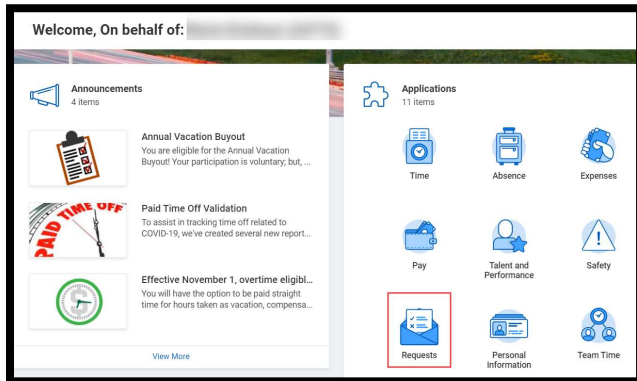 Welcome, On behalf of:
Announcements
4 items
Annual Vacation Buyout
You are eligible for the Annual Vacation
Buyout! Your participation is voluntary; but, ...
PAID TIME OFF
Paid Time Off Validation
To assist in tracking time off related to
COVID-19, we've created several new report...
Effective November 1, overtime eligibl...
You will have the option to be paid straight
time for hours taken as vacation, compensa...
View More
Applications
11 items
Time
Absence
Expenses
Pay
Talent and
Performance
Safety
Requests
Personal
Information
Team Time